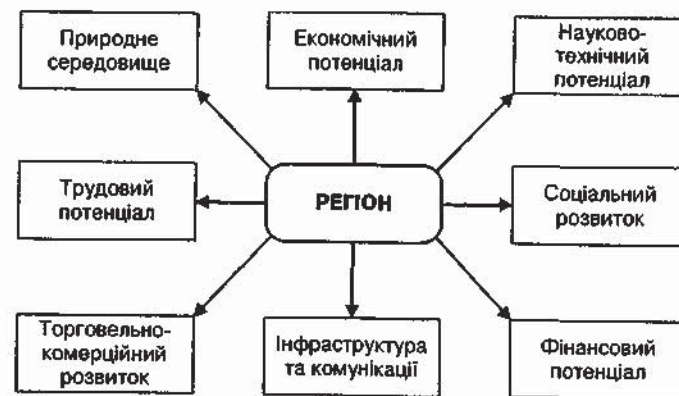 Природне
середовище
Економічний
потенціал
Науково-
технічний
потенціал
Трудовий
потенціал
РЕГІОН
Соціальний
розвиток
Торговельно-
комерційний
розвиток
Інфраструктура
та комунікації
Фінансовий
потенціал